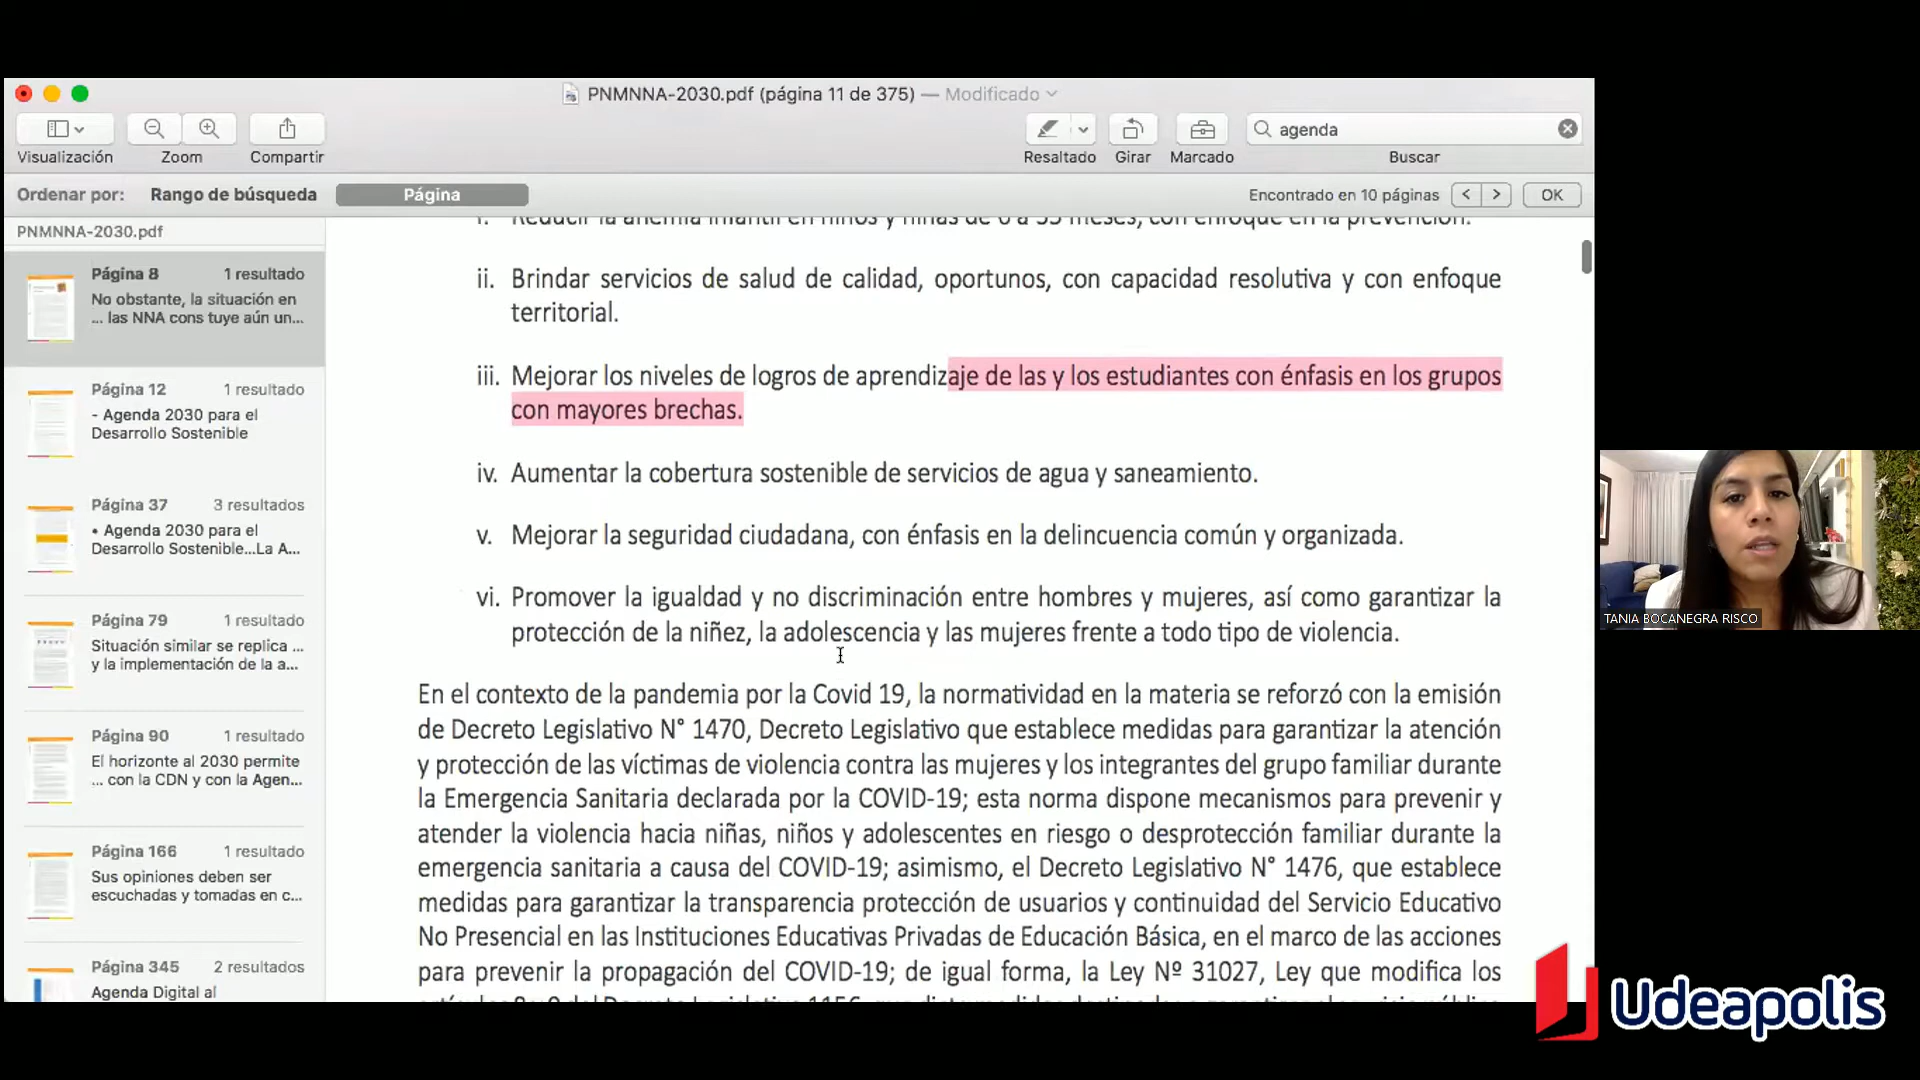 PNMNNA-2030.pdf (página 11 de 375) — Modificado
Visualización
Zoom
Compartir
Resaltado
Girar
Marcado
agenda
Buscar
Ordenar por:
Rango de búsqueda
Página
Encontrado en 10 páginas
OK
PNMNNA-2030.pdf
Página 8 1 resultado
No obstante, la situación en
... las NNA cons tuye aún un...
Página 12 1 resultado
- Agenda 2030 para el
Desarrollo Sostenible
Página 37 3 resultados
• Agenda 2030 para el
Desarrollo Sostenible...La A...
Página 79 1 resultado
Situación similar se replica ...
y la implementación de la a...
Página 90 1 resultado
El horizonte al 2030 permite
... con la CDN y con la Agen...
Página 166 1 resultado
Sus opiniones deben ser
escuchadas y tomadas en c...
Página 345 2 resultados
Agenda Digital al
i. Reducir la anemia infantil en niños y niñas de 6 a 35 meses, con enfoque en la prevención.
ii. Brindar servicios de salud de calidad, oportunos, con capacidad resolutiva y con enfoque
territorial.
iii. Mejorar los niveles de logros de aprendizaje de las y los estudiantes con énfasis en los grupos
con mayores brechas.
iv. Aumentar la cobertura sostenible de servicios de agua y saneamiento.
v. Mejorar la seguridad ciudadana, con énfasis en la delincuencia común y organizada.
vi. Promover la igualdad y no discriminación entre hombres y mujeres, así como garantizar la
protección de la niñez, la adolescencia y las mujeres frente a todo tipo de violencia.
En el contexto de la pandemia por la Covid 19, la normatividad en la materia se reforzó con la emisión
de Decreto Legislativo N° 1470, Decreto Legislativo que establece medidas para garantizar la atención
y protección de las víctimas de violencia contra las mujeres y los integrantes del grupo familiar durante
la Emergencia Sanitaria declarada por la COVID-19; esta norma dispone mecanismos para prevenir y
atender la violencia hacia niñas, niños y adolescentes en riesgo o desprotección familiar durante la
emergencia sanitaria a causa del COVID-19; asimismo, el Decreto Legislativo N° 1476, que establece
medidas para garantizar la transparencia protección de usuarios y continuidad del Servicio Educativo
No Presencial en las Instituciones Educativas Privadas de Educación Básica, en el marco de las acciones
para prevenir la propagación del COVID-19; de igual forma, la Ley Nº 31027, Ley que modifica los
TANIA BOCANEGRA RISCO
Udeapolis